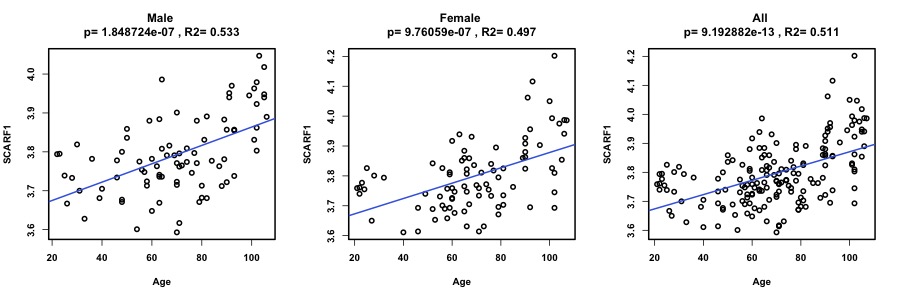 Male
p= 1.848724e-07 , R2= 0.533
SCARF1
4.0
3.9
3.8
3.7
3.6
20 40 60 80 100
Age
Female
p= 9.76059e-07 , R2= 0.497
SCARF1
4.2
4.1
4.0
3.9
3.8
3.7
3.6
20 40 60 80 100
Age
All
p= 9.192882e-13 , R2= 0.511
SCARF1
4.2
4.1
4.0
3.9
3.8
3.7
3.6
20 40 60 80 100
Age